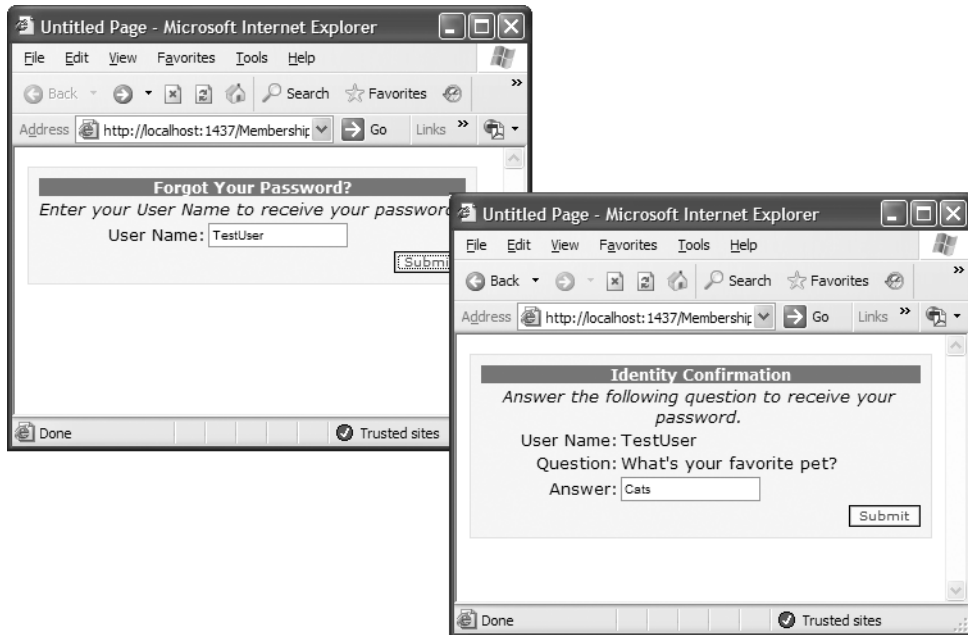 Untitled Page - Microsoft Internet Explorer
File Edit View Favorites Tools Help
Back Search Favorites »
Address http://localhost:1437/Membership Go Links »
Forgot Your Password?
Enter your User Name to receive your password
User Name: TestUser
Submi
Done Trusted sites
Untitled Page - Microsoft Internet Explorer
File Edit View Favorites Tools Help
Back Search Favorites »
Address http://localhost:1437/Membership Go Links »
Identity Confirmation
Answer the following question to receive your
password.
User Name: TestUser
Question: What's your favorite pet?
Answer: Cats
Submit
Done Trusted sites